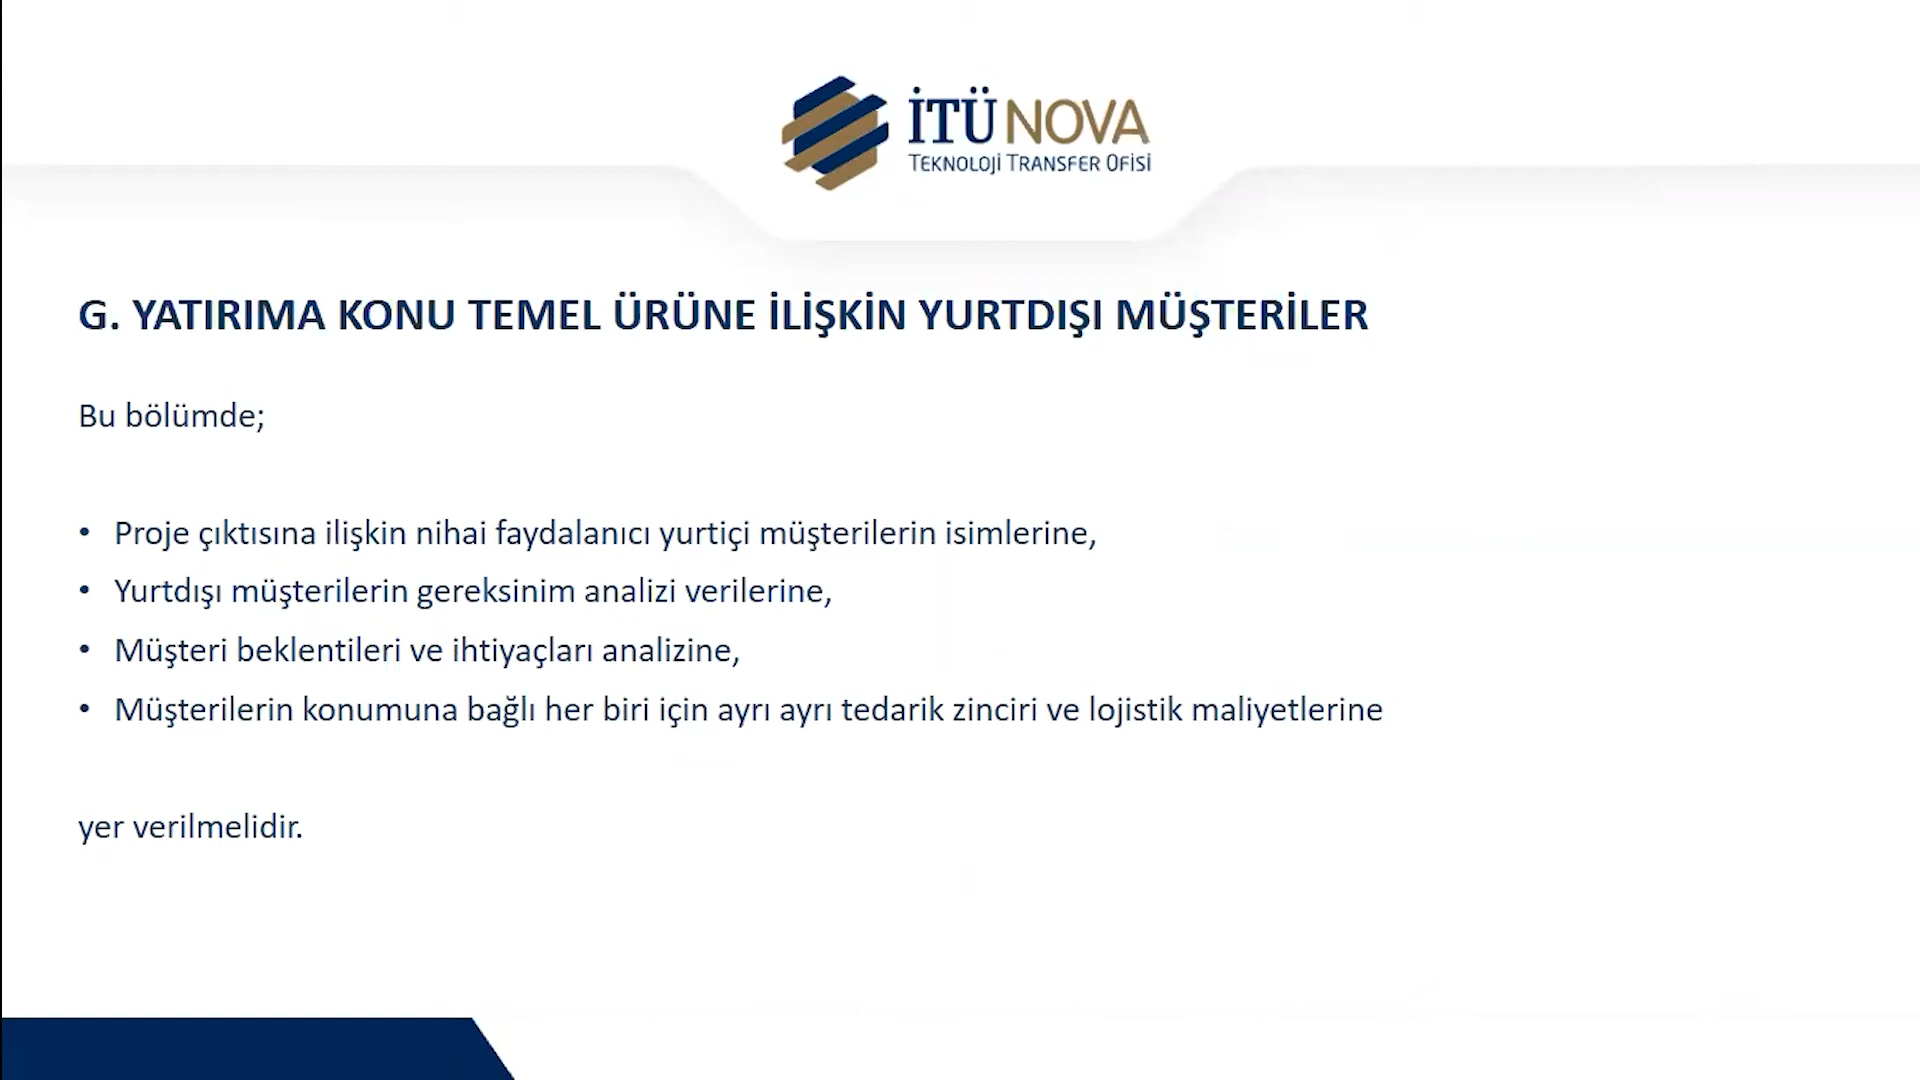 İTÜ NOVA
TEKNOLOJİ TRANSFER OFİSİ
G. YATIRIMA KONU TEMEL ÜRÜNE İLİŞKİN YURTDIŞI MÜŞTERİLER
Bu bölümde;
• Proje çıktısına ilişkin nihai faydalanıcı yurtiçi müşterilerin isimlerine,
• Yurtdışı müşterilerin gereksinim analizi verilerine,
• Müşteri beklentileri ve ihtiyaçları analizine,
• Müşterilerin konumuna bağlı her biri için ayrı ayrı tedarik zinciri ve lojistik maliyetlerine
yer verilmelidir.